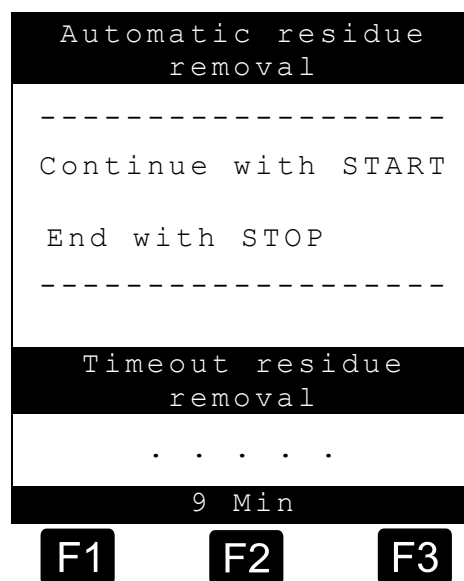 Automatic residue
removal
-------------------
Continue with START
End with STOP
-------------------
Timeout residue
removal
. . . . .
9 Min
F1 F2 F3